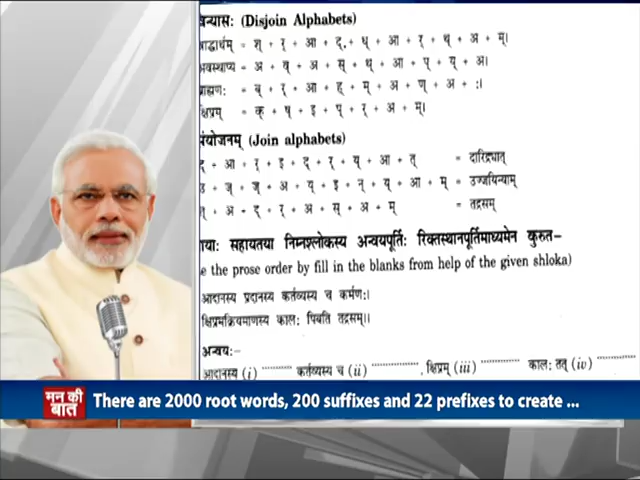 न्यासः (Disjoin Alphabets)
श्राद्धार्थम् = श् + र् + आ + द् + ध् + आ + र् + थ् + अ + म्।
अवस्थाप्य = अ + व् + अ + स् + थ् + आ + प् + य् + अ।
ब्राह्मणः = ब् + र् + आ + ह् + म् + अ + ण् + अ + :।
क्षिप्रम् = क् + ष् + इ + प् + र् + अ + म्।
संयोजनम् (Join alphabets)
द् + आ + र् + इ + द् + र् + य् + आ + त् = दारिद्र्यात्
उ + ज् + ज् + अ + य् + इ + न् + य् + आ + म् = उज्जयिन्याम्
त् + अ + द् + र् + अ + स् + अ + म् = तद्रसम्
याः सहायतया निम्नश्लोकस्य अन्वयपूर्तिः रिक्तस्थानपूर्तिमाध्यमेन कुरुत–
e the prose order by fill in the blanks from help of the given shloka)
आदानस्य प्रदानस्य कर्तव्यस्य च कर्मणः।
क्षिप्रमक्रियमाणस्य कालः पिबति तद्रसम्।।
अन्वयः–
आदानस्य (i) ............ कर्तव्यस्य च (ii) ............, क्षिप्रम् (iii) ............ कालः तत् (iv) ............
मन की बात There are 2000 root words, 200 suffixes and 22 prefixes to create ...